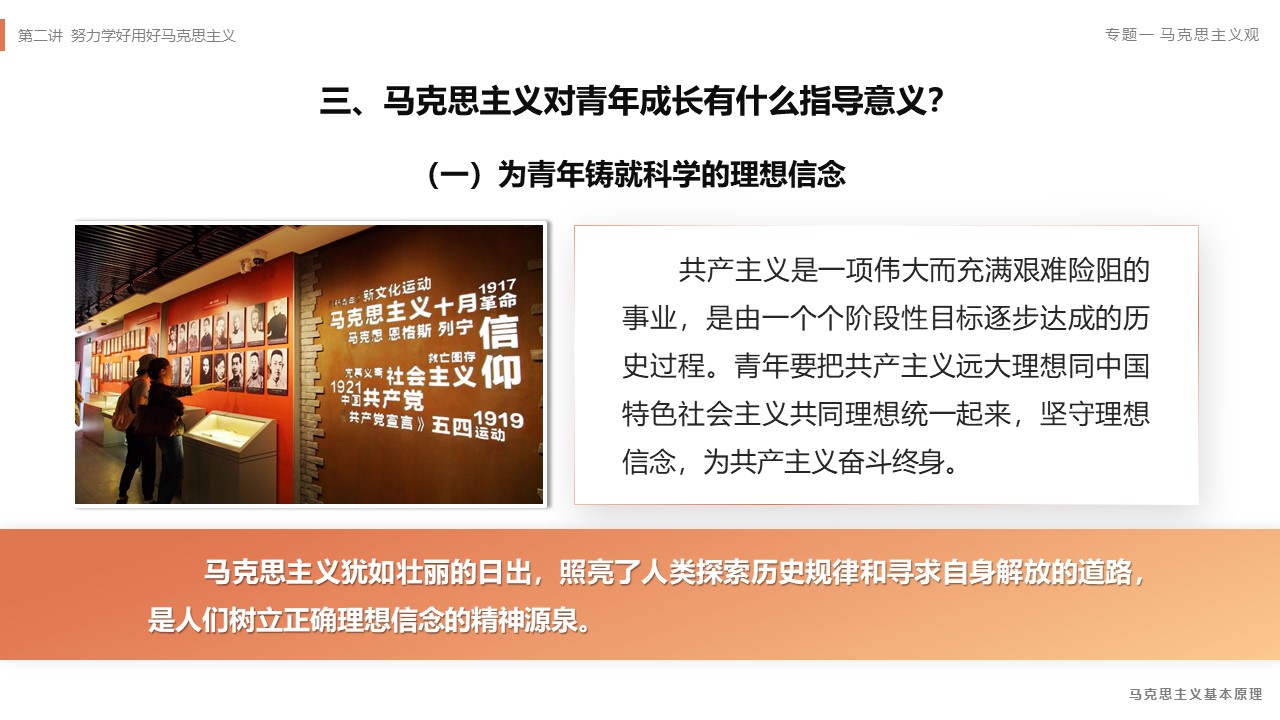 第二讲 努力学好用好马克思主义
专题一 马克思主义观
三、马克思主义对青年成长有什么指导意义？
（一）为青年铸就科学的理想信念
新文化运动
1917
马克思主义十月革命
马克思 恩格斯 列宁
信仰
救亡图存
社会主义
1921
中国共产党
共产党宣言》五四
1919
运动
共产主义是一项伟大而充满艰难险阻的
事业，是由一个个阶段性目标逐步达成的历
史过程。青年要把共产主义远大理想同中国
特色社会主义共同理想统一起来，坚守理想
信念，为共产主义奋斗终身。
马克思主义犹如壮丽的日出，照亮了人类探索历史规律和寻求自身解放的道路，
是人们树立正确理想信念的精神源泉。
马克思主义基本原理